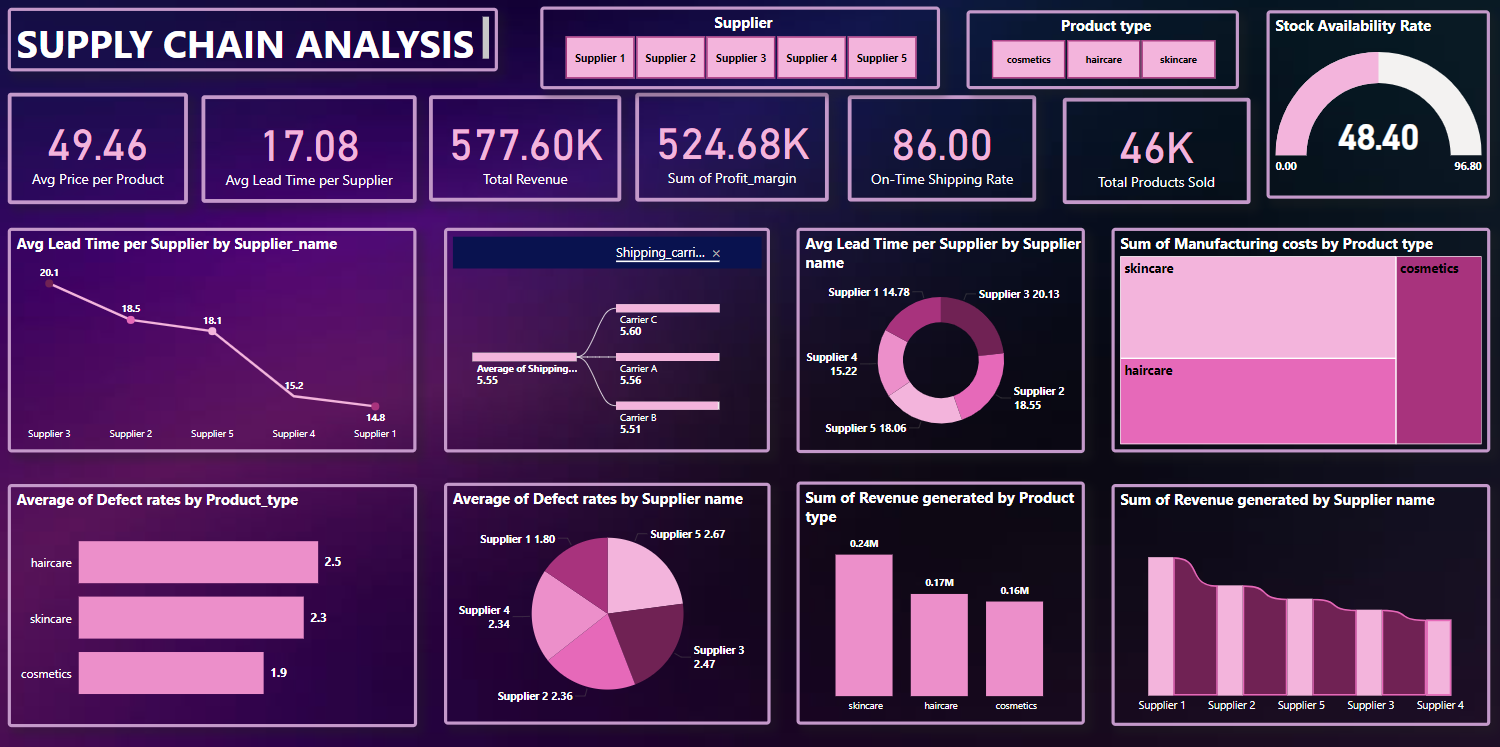 SUPPLY CHAIN ANALYSIS
Supplier
Supplier 1
Supplier 2
Supplier 3
Supplier 4
Supplier 5
Product type
cosmetics
haircare
skincare
Stock Availability Rate
48.40
0.00
96.80
49.46
Avg Price per Product
17.08
Avg Lead Time per Supplier
577.60K
Total Revenue
524.68K
Sum of Profit_margin
86.00
On-Time Shipping Rate
46K
Total Products Sold
Avg Lead Time per Supplier by Supplier_name
20.1
18.5
18.1
15.2
14.8
Supplier 3
Supplier 2
Supplier 5
Supplier 4
Supplier 1
Shipping_carri... ×
Average of Shipping...
5.55
Carrier C
5.60
Carrier A
5.56
Carrier B
5.51
Avg Lead Time per Supplier by Supplier
name
Supplier 1 14.78
Supplier 3 20.13
Supplier 4
15.22
Supplier 2
18.55
Supplier 5 18.06
Sum of Manufacturing costs by Product type
skincare
cosmetics
haircare
Average of Defect rates by Product_type
haircare
2.5
skincare
2.3
cosmetics
1.9
Average of Defect rates by Supplier name
Supplier 1 1.80
Supplier 5 2.67
Supplier 4
2.34
Supplier 3
2.47
Supplier 2 2.36
Sum of Revenue generated by Product
type
0.24M
0.17M
0.16M
skincare
haircare
cosmetics
Sum of Revenue generated by Supplier name
Supplier 1
Supplier 2
Supplier 5
Supplier 3
Supplier 4